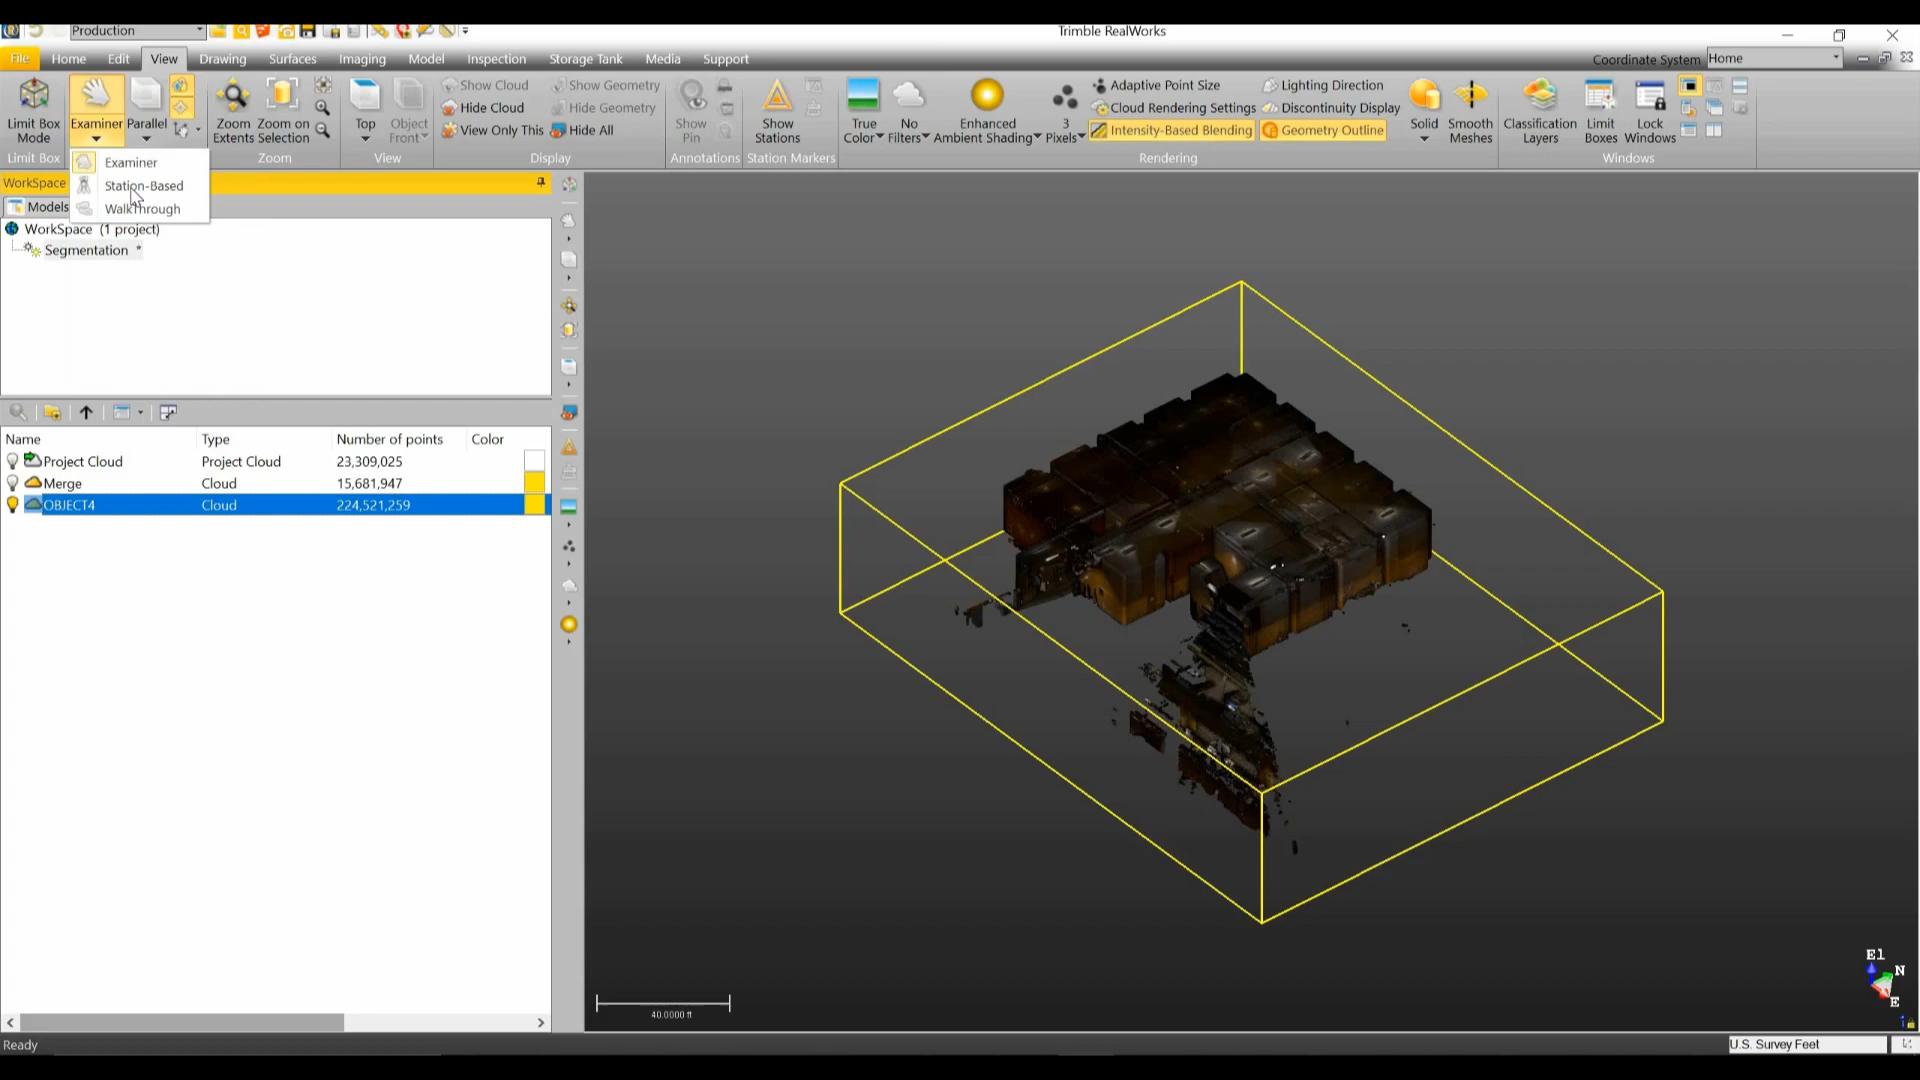 Production
Trimble RealWorks
File Home Edit View Drawing Surfaces Imaging Model Inspection Storage Tank Media Support
Coordinate System Home
Limit Box Mode
Limit Box
Examiner
Parallel
Zoom Extents
Zoom on Selection
Zoom
Top
Object Front
View
Show Cloud Show Geometry
Hide Cloud Hide Geometry
View Only This Hide All
Display
Show Pin
Annotations
Show Stations
Station Markers
True Color
No Filters
Enhanced Ambient Shading
3 Pixels
Adaptive Point Size Lighting Direction
Cloud Rendering Settings Discontinuity Display
Intensity-Based Blending Geometry Outline
Solid
Smooth Meshes
Rendering
Classification Layers
Limit Boxes
Lock Windows
Windows
Examiner
Station-Based
WalkThrough
WorkSpace
Models
WorkSpace (1 project)
Segmentation *
Name Type Number of points Color
Project Cloud Project Cloud 23,309,025
Merge Cloud 15,681,947
OBJECT4 Cloud 224,521,259
40.0000 ft
El
N
E
Ready
U.S. Survey Feet